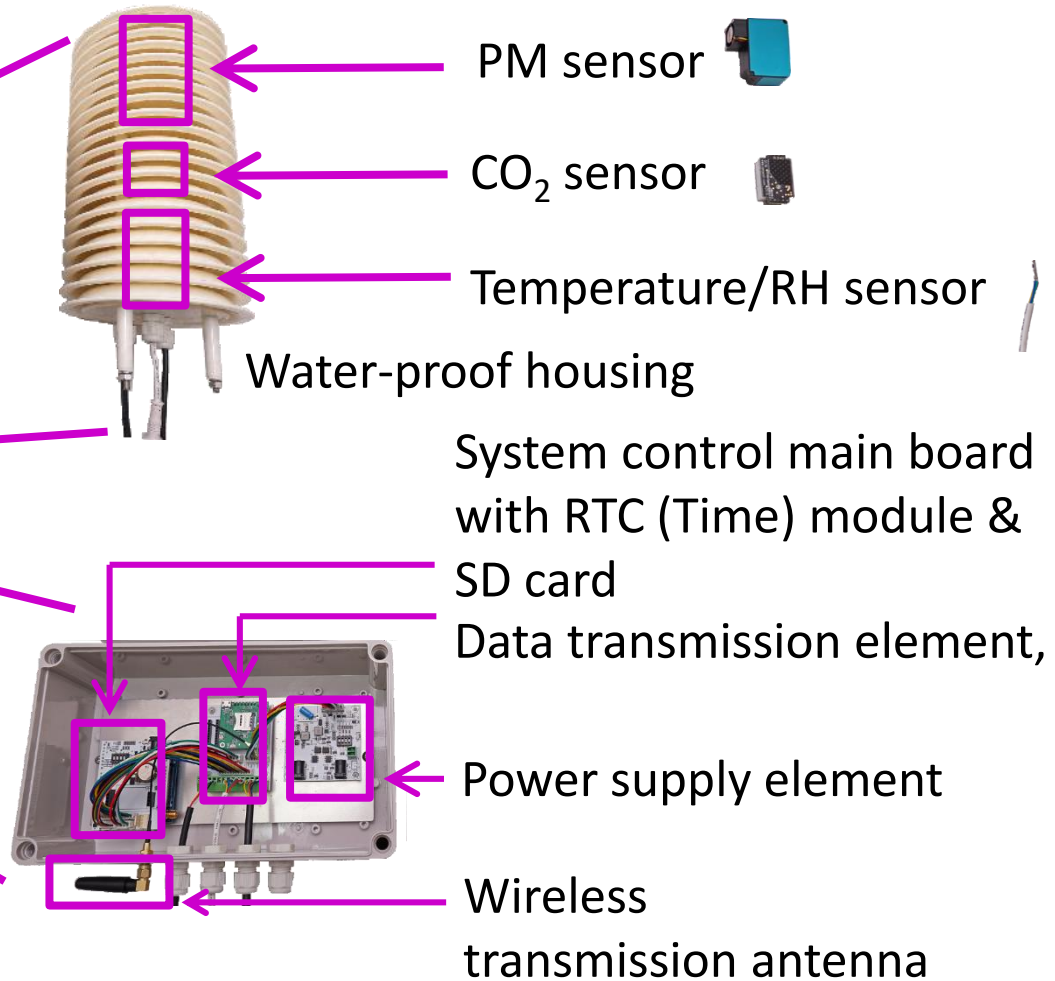 PM sensor
CO₂ sensor
Temperature/RH sensor
Water-proof housing
System control main board
with RTC (Time) module &
SD card
Data transmission element,
Power supply element
Wireless
transmission antenna